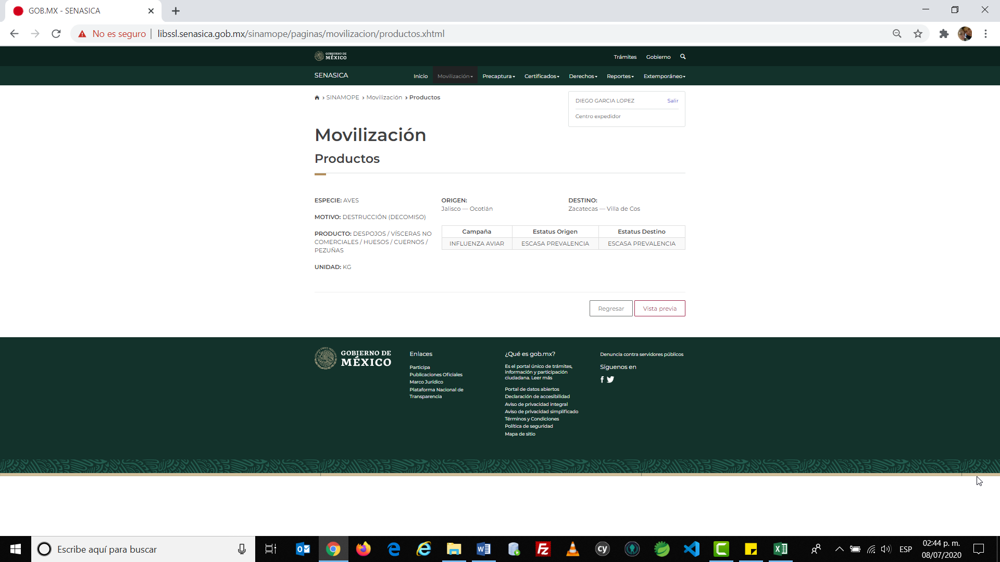 GOB.MX - SENASICA
No es seguro | libssl.senasica.gob.mx/sinamope/paginas/movilizacion/productos.xhtml
GOBIERNO DE MÉXICO
Trámites Gobierno
SENASICA
Inicio Movilización Precaptura Certificados Derechos Reportes Extemporáneo
SINAMOPE › Movilización › Productos
DIEGO GARCIA LOPEZ Salir
Centro expedidor
Movilización
Productos
ESPECIE: AVES
MOTIVO: DESTRUCCIÓN (DECOMISO)
PRODUCTO: DESPOJOS / VÍSCERAS NO
COMERCIALES / HUESOS / CUERNOS /
PEZUÑAS
UNIDAD: KG
ORIGEN:
Jalisco — Ocotlán
DESTINO:
Zacatecas — Villa de Cos
Campaña Estatus Origen Estatus Destino
INFLUENZA AVIAR ESCASA PREVALENCIA ESCASA PREVALENCIA
Regresar Vista previa
GOBIERNO DE
MÉXICO
Enlaces
Participa
Publicaciones Oficiales
Marco Jurídico
Plataforma Nacional de
Transparencia
¿Qué es gob.mx?
Es el portal único de trámites,
información y participación
ciudadana. Leer más
Portal de datos abiertos
Declaración de accesibilidad
Aviso de privacidad integral
Aviso de privacidad simplificado
Términos y Condiciones
Política de seguridad
Mapa de sitio
Denuncia contra servidores públicos
Síguenos en
Escribe aquí para buscar
ESP
02:44 p. m.
08/07/2020